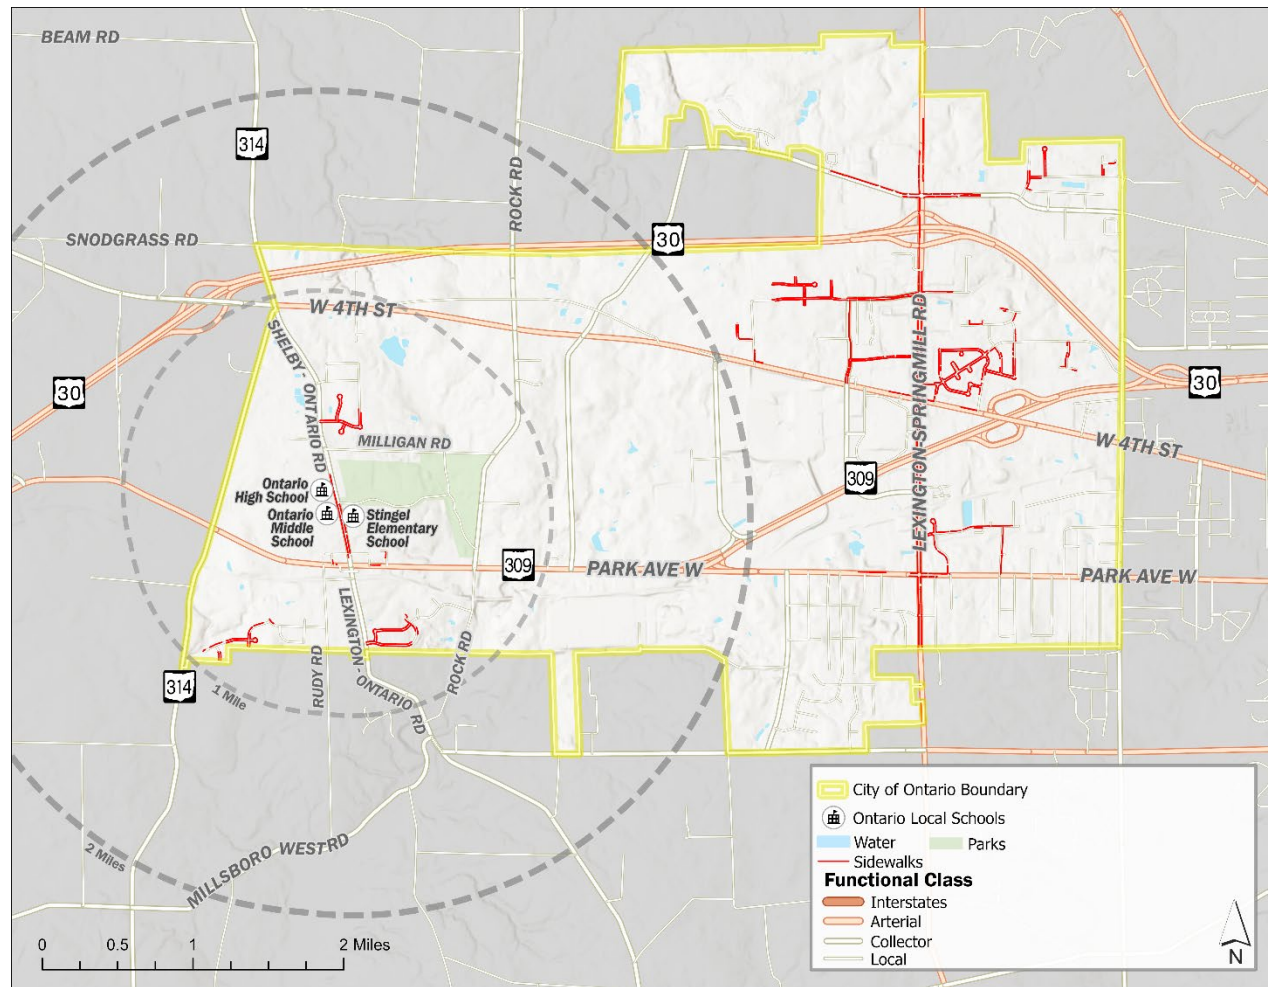 BEAM RD
314
ROCK RD
SNODGRASS RD
30
W 4TH ST
SHELBY - ONTARIO RD
LEXINGTON-SPRINGMILL RD
30
30
MILLIGAN RD
W 4TH ST
309
Ontario
High School
Ontario
Middle
School
Stingel
Elementary
School
309
PARK AVE W
PARK AVE W
LEXINGTON - ONTARIO RD
RUDY RD
ROCK RD
314
1 Mile
2 Miles
MILLSBORO WEST RD
City of Ontario Boundary
Ontario Local Schools
Water
Parks
Sidewalks
Functional Class
Interstates
Arterial
Collector
Local
N
0 0.5 1 2 Miles